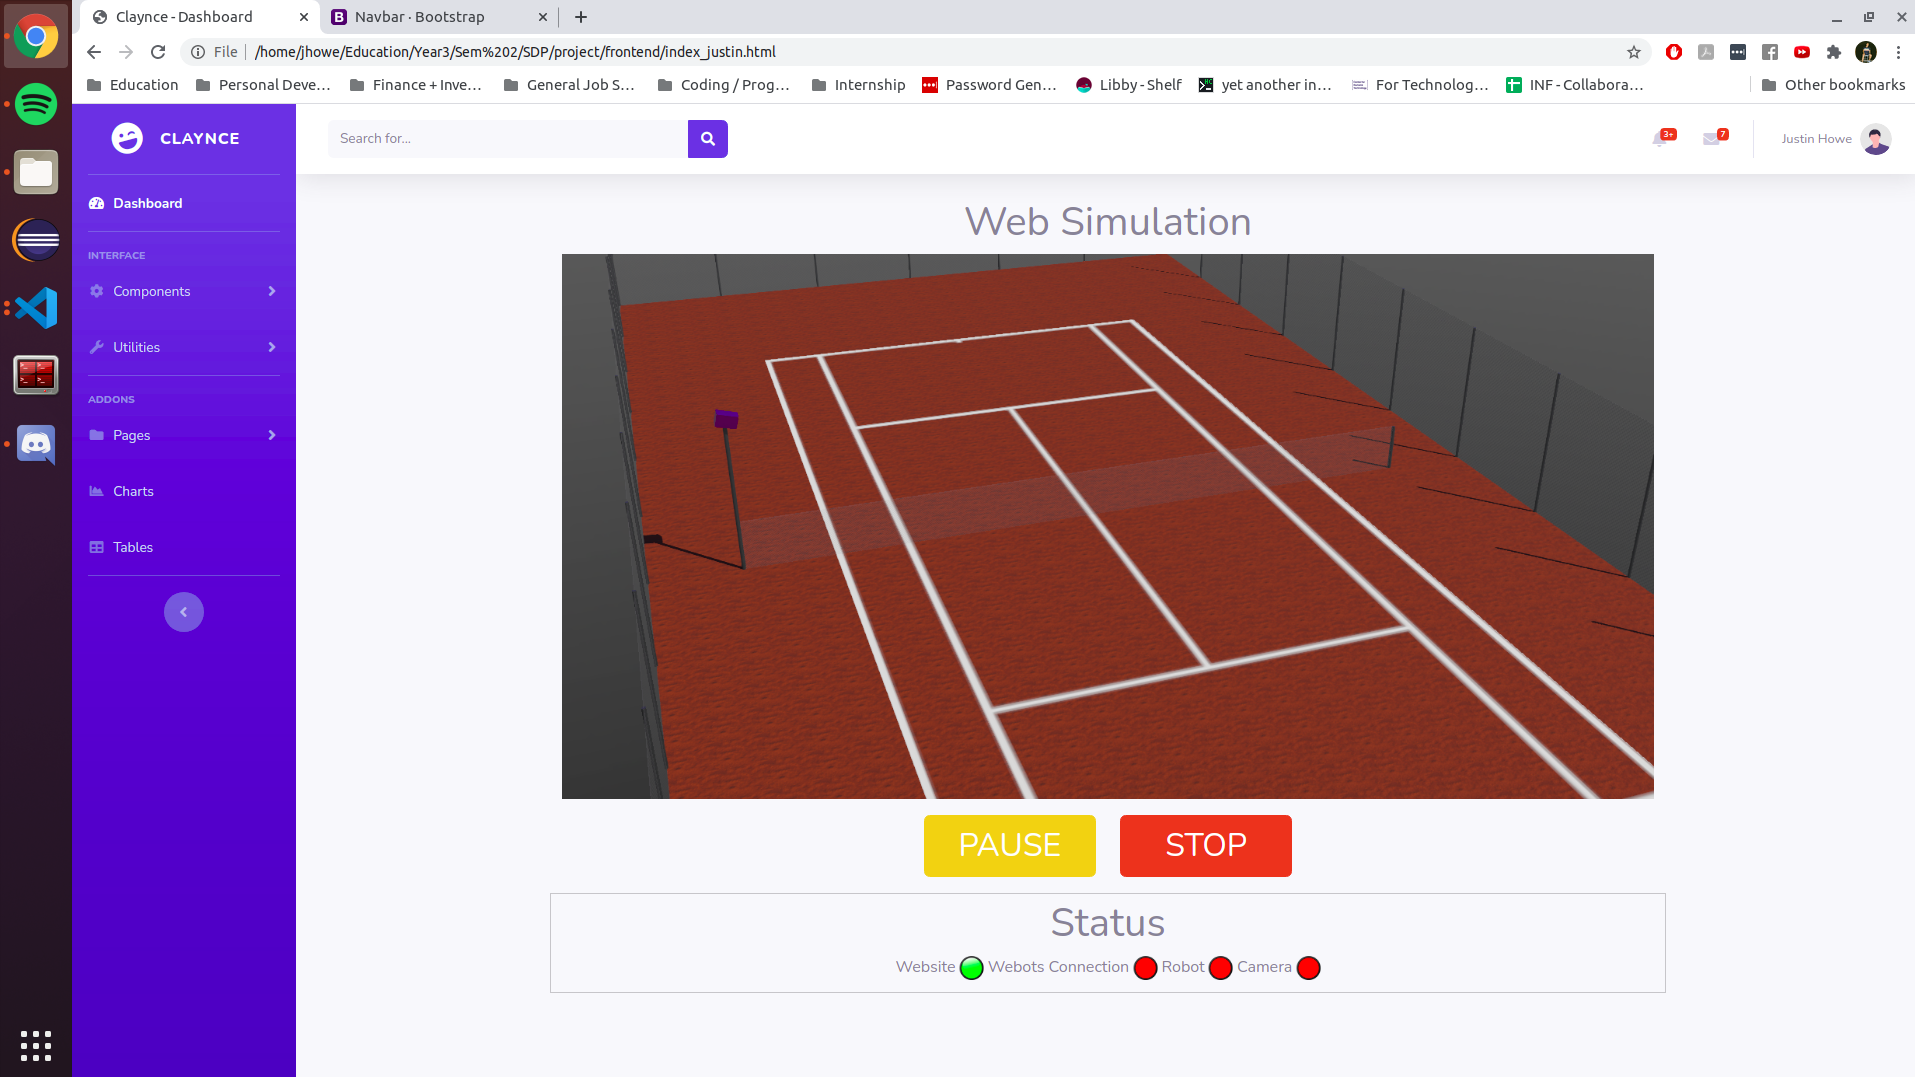 Claynce - Dashboard
Navbar · Bootstrap
File
/home/jhowe/Education/Year3/Sem%202/SDP/project/frontend/index_justin.html
Education
Personal Deve...
Finance + Inve...
General Job S...
Coding / Prog...
Internship
Password Gen...
Libby - Shelf
yet another in...
For Technolog...
INF - Collabora...
Other bookmarks
CLAYNCE
Search for...
3+
7
Justin Howe
Dashboard
INTERFACE
Components
Utilities
ADDONS
Pages
Charts
Tables
Web Simulation
PAUSE
STOP
Status
Website Webots Connection Robot Camera